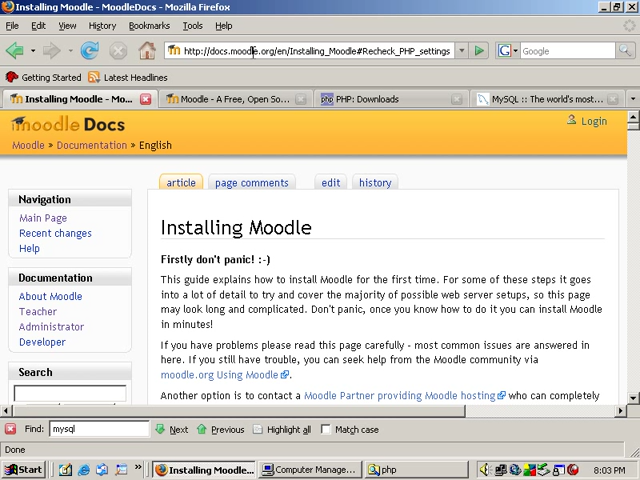 Installing Moodle - MoodleDocs - Mozilla Firefox
File Edit View History Bookmarks Tools Help
http://docs.moodle.org/en/Installing_Moodle#Recheck_PHP_settings
G Google
Getting Started Latest Headlines
Installing Moodle - Mo... Moodle - A Free, Open So... PHP: Downloads MySQL :: The world's most...
moodle Docs
Login
Moodle » Documentation » English
article page comments edit history
Navigation
Main Page
Recent changes
Help
Documentation
About Moodle
Teacher
Administrator
Developer
Search
Installing Moodle
Firstly don't panic! :-)
This guide explains how to install Moodle for the first time. For some of these steps it goes
into a lot of detail to try and cover the majority of possible web server setups, so this page
may look long and complicated. Don't panic, once you know how to do it you can install Moodle
in minutes!
If you have problems please read this page carefully - most common issues are answered in
here. If you still have trouble, you can seek help from the Moodle community via
moodle.org Using Moodle.
Another option is to contact a Moodle Partner providing Moodle hosting who can completely
Find: mysql Next Previous Highlight all Match case
Done
Start Installing Moodle... Computer Manage... php 8:03 PM